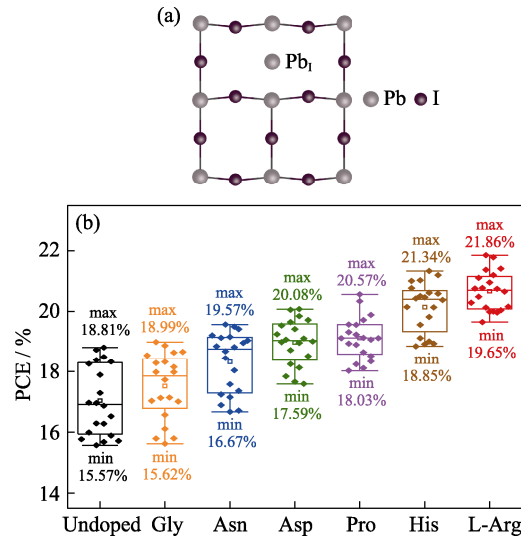 (a)
Pb_I
Pb I
(b)
PCE / %
22
20
18
16
14
max
18.81%
min
15.57%
max
18.99%
min
15.62%
max
19.57%
min
16.67%
max
20.08%
min
17.59%
max
20.57%
min
18.03%
max
21.34%
min
18.85%
max
21.86%
min
19.65%
Undoped Gly Asn Asp Pro His L-Arg